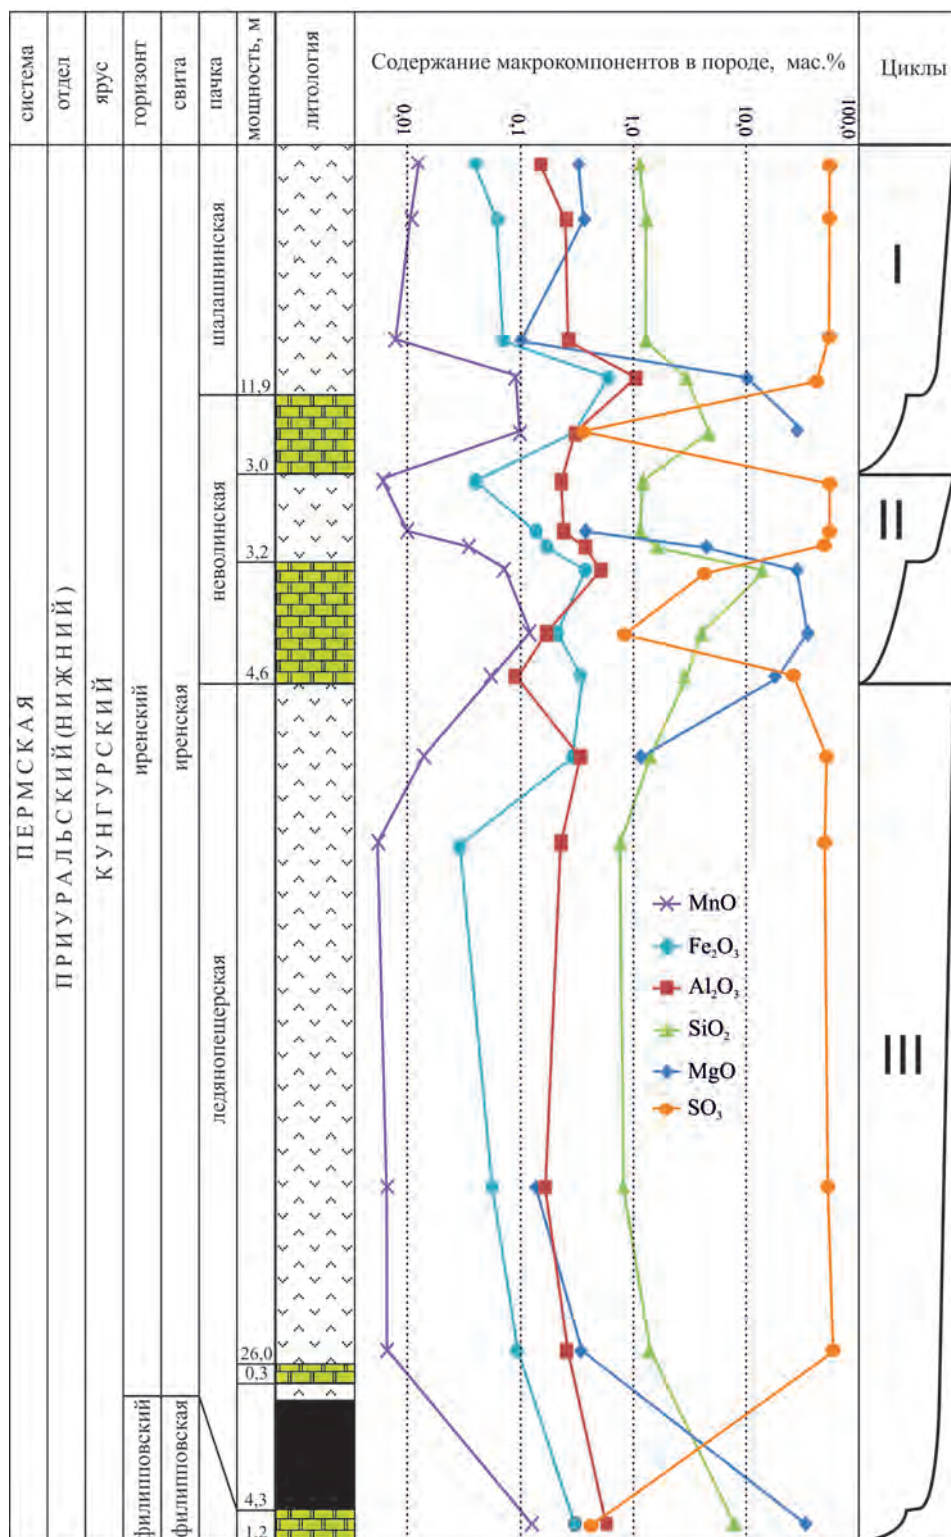 система
отдел
ярус
горизонт
свита
пачка
мощность, м
литология
Содержание макрокомпонентов в породе, мас.%
Циклы
0,01
0,1
1,0
10,0
100,0
ПЕРМСКАЯ
ПРИУРАЛЬСКИЙ (НИЖНИЙ)
КУНГУРСКИЙ
иренский
филипповский
иренская
филипповская
шалашнинская
неволинская
ледянопещерская
11,9
3,0
3,2
4,6
26,0
0,3
4,3
1,2
MnO
Fe₂O₃
Al₂O₃
SiO₂
MgO
SO₃
I
II
III